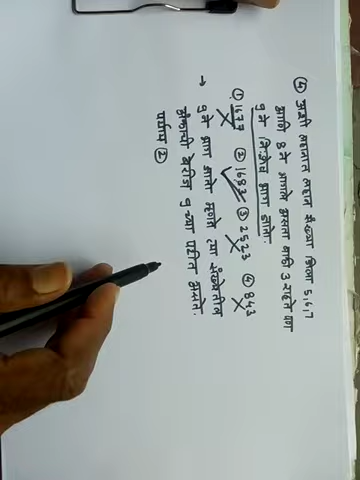 ④ अशी लहानात लहान संख्या जिला 5,6,7
आणि 8 ने भागले असता बाकी 3 राहते पण
9 ने निःशेष भाग जातो.
① 1677 ② 1683 ③ 2523 ④ 843
→ 9 ने भाग जातो म्हणजे त्या संख्येतील
अंकांची बेरीज 9 च्या पटीत असते.
पर्याय ②